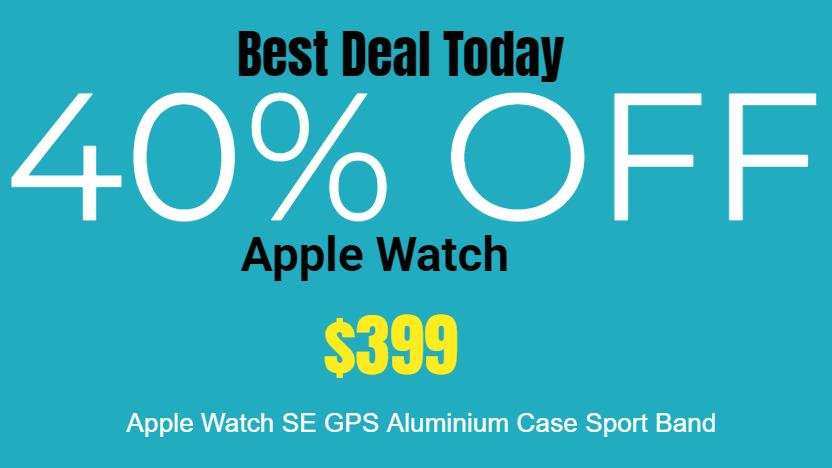 Best Deal Today
40% OFF
Apple Watch
$399
Apple Watch SE GPS Aluminium Case Sport Band